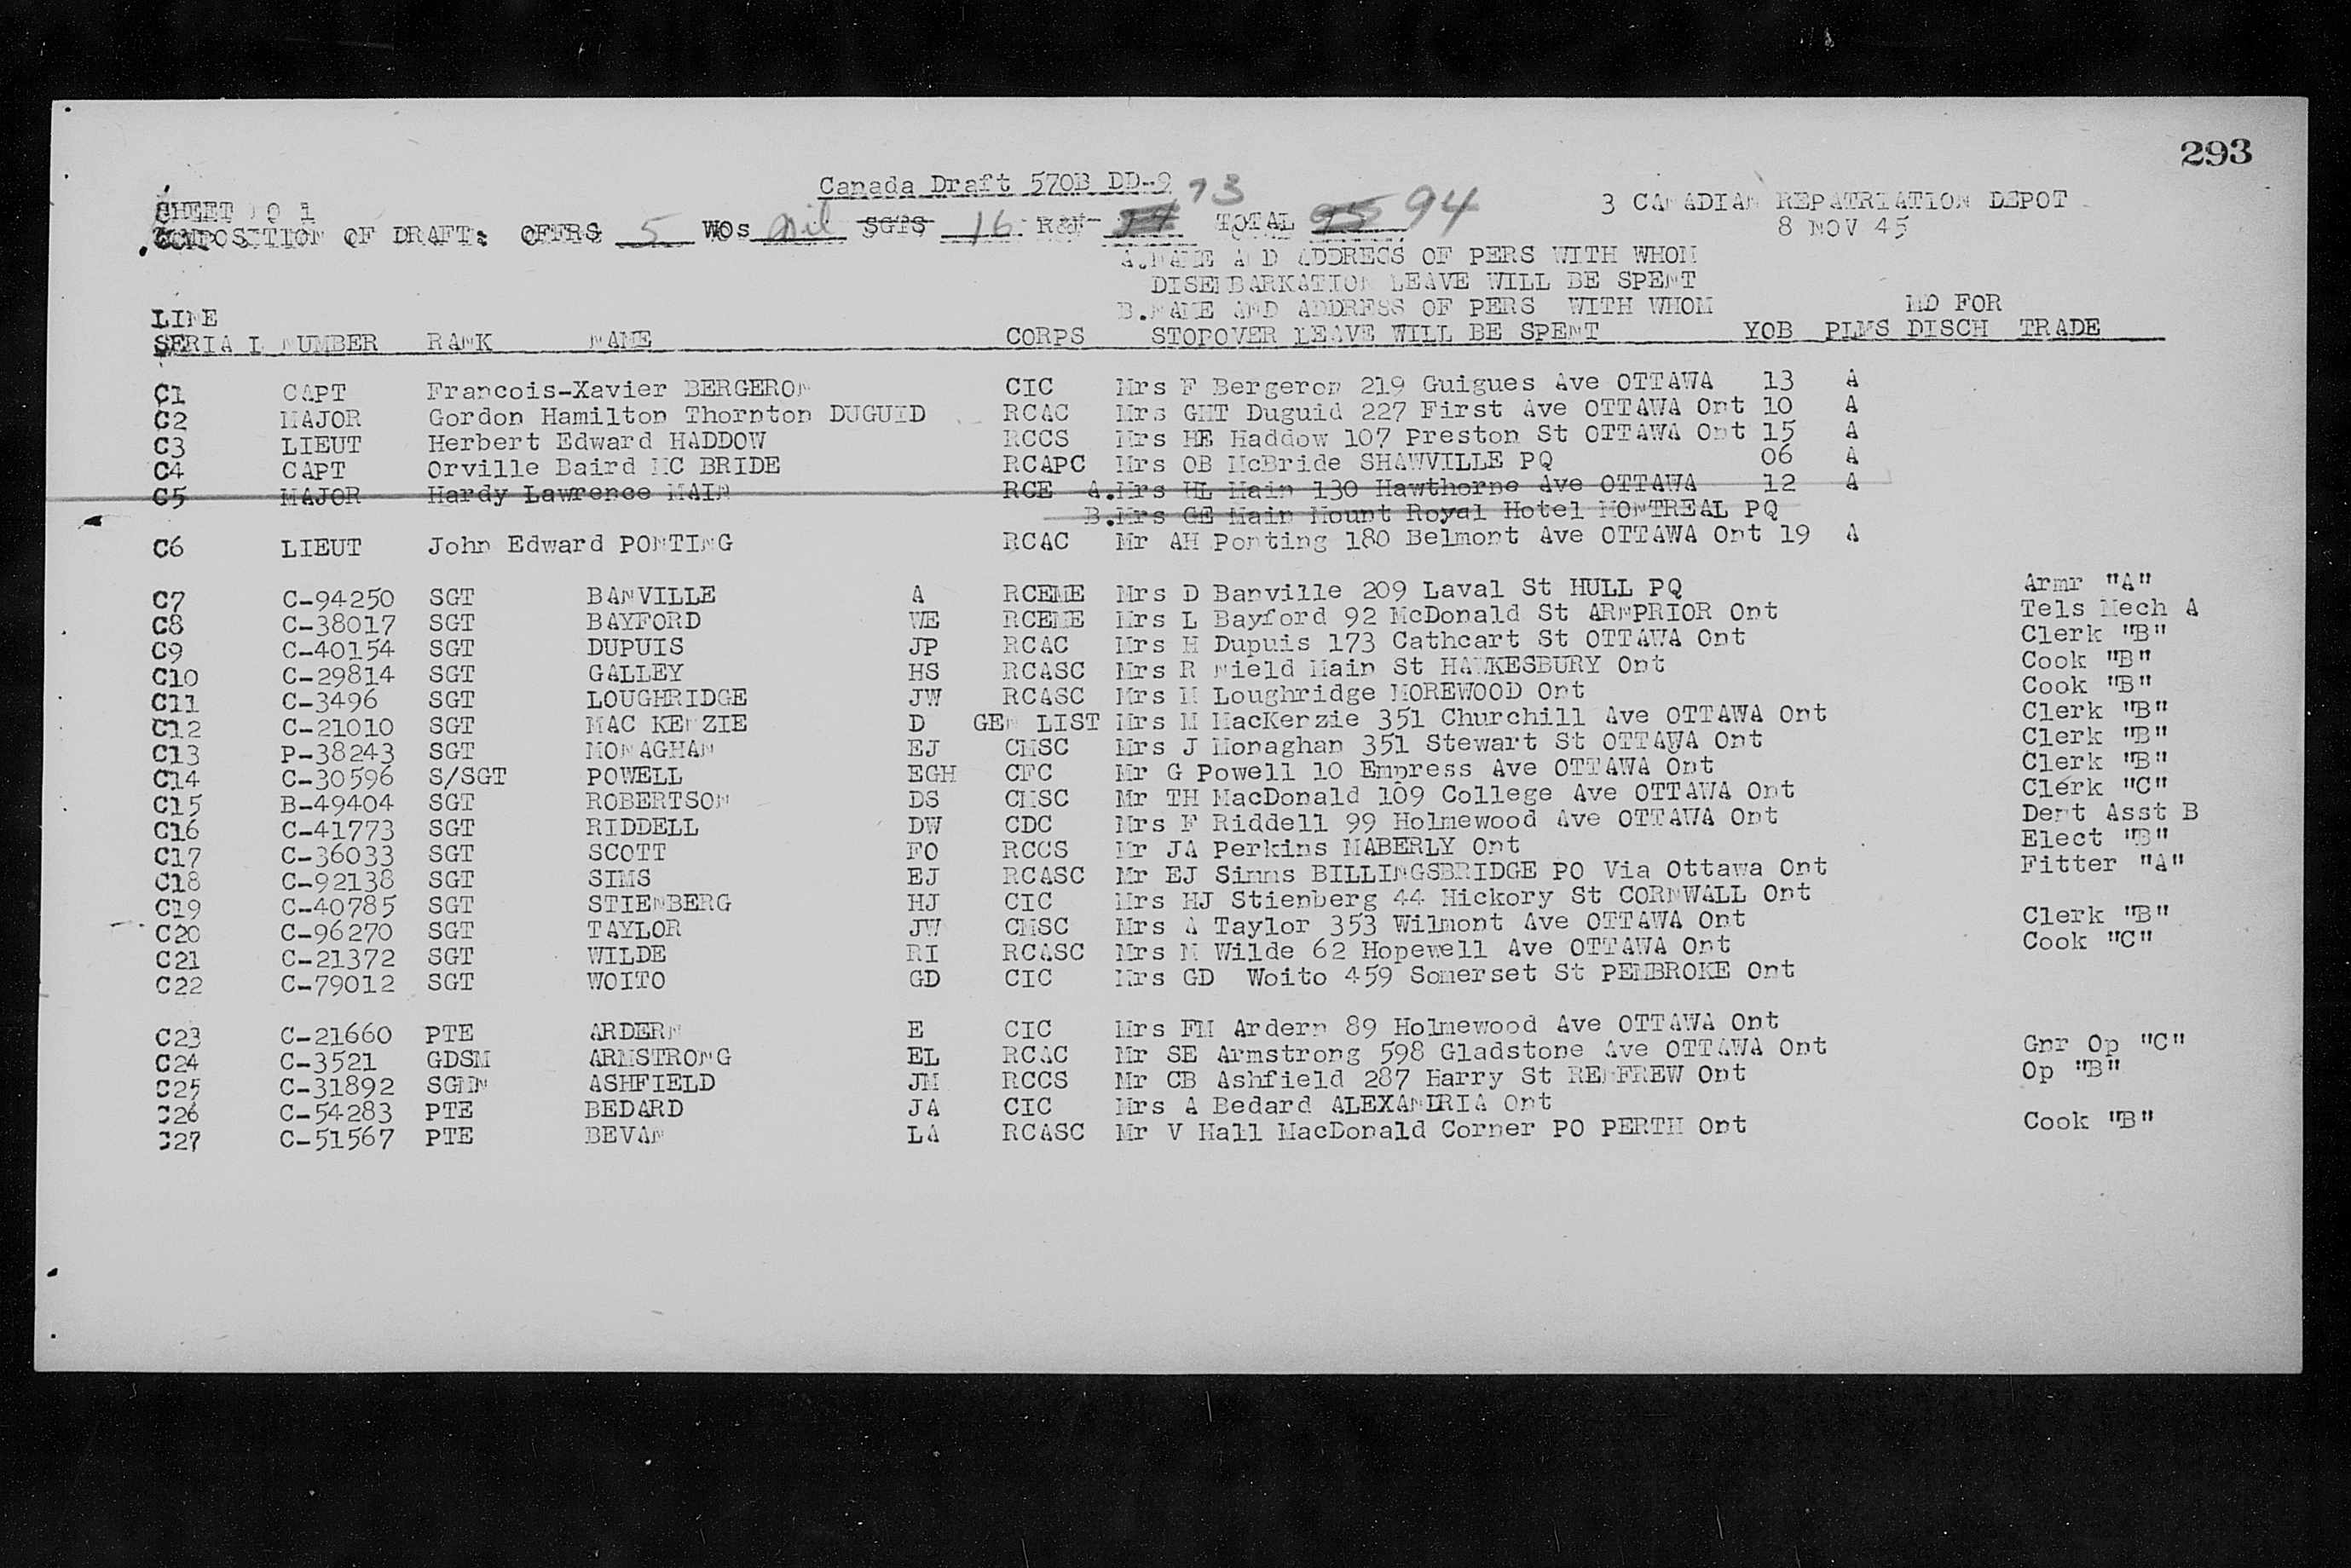 293
Canada Draft 570B DD-9 73
SHEET NO 1 3 CANADIAN REPATRIATION DEPOT
COMPOSITION OF DRAFT: OFFRS 5 WOs nil SGTS 16 R&F 74 TOTAL 95 94 8 NOV 45
A.NAME AND ADDRESS OF PERS WITH WHOM
DISEMBARKATION LEAVE WILL BE SPENT
LINE B.NAME AND ADDRESS OF PERS WITH WHOM MD FOR
SERIAL NUMBER RANK NAME CORPS STOPOVER LEAVE WILL BE SPENT YOB PLMS DISCH TRADE
C1 CAPT Francois-Xavier BERGERON CIC Mrs F Bergeron 219 Guigues Ave OTTAWA 13 A
C2 MAJOR Gordon Hamilton Thornton DUGUID RCAC Mrs GHT Duguid 227 First Ave OTTAWA Ont 10 A
C3 LIEUT Herbert Edward HADDOW RCCS Mrs HE Haddow 107 Preston St OTTAWA Ont 15 A
C4 CAPT Orville Baird MC BRIDE RCAPC Mrs OB McBride SHAWVILLE PQ 06 A
C5 MAJOR Hardy Lawrence MAIN RCE A.Mrs HL Main 130 Hawthorne Ave OTTAWA 12 A
B.Mrs GE Main Mount Royal Hotel MONTREAL PQ
C6 LIEUT John Edward PONTING RCAC Mr AH Ponting 180 Belmont Ave OTTAWA Ont 19 A
C7 C-94250 SGT BANVILLE A RCEME Mrs D Banville 209 Laval St HULL PQ Armr "A"
C8 C-38017 SGT BAYFORD WE RCEME Mrs L Bayford 92 McDonald St ARNPRIOR Ont Tels Mech A
C9 C-40154 SGT DUPUIS JP RCAC Mrs H Dupuis 173 Cathcart St OTTAWA Ont Clerk "B"
C10 C-29814 SGT GALLEY HS RCASC Mrs R Nield Main St HAWKESBURY Ont Cook "B"
C11 C-3496 SGT LOUGHRIDGE JW RCASC Mrs M Loughridge MOREWOOD Ont Cook "B"
C12 C-21010 SGT MAC KENZIE D GEN LIST Mrs M MacKenzie 351 Churchill Ave OTTAWA Ont Clerk "B"
C13 P-38243 SGT MONAGHAN EJ CMSC Mrs J Monaghan 351 Stewart St OTTAWA Ont Clerk "B"
C14 C-30596 S/SGT POWELL EGH CFC Mr G Powell 10 Empress Ave OTTAWA Ont Clerk "B"
C15 B-49404 SGT ROBERTSON DS CMSC Mr TH MacDonald 109 College Ave OTTAWA Ont Clerk "C"
C16 C-41773 SGT RIDDELL DW CDC Mrs F Riddell 99 Holmewood Ave OTTAWA Ont Dent Asst B
C17 C-36033 SGT SCOTT FO RCCS Mr JA Perkins MABERLY Ont Elect "B"
C18 C-92138 SGT SIMS EJ RCASC Mr EJ Simms BILLINGSBRIDGE PO Via Ottawa Ont Fitter "A"
C19 C-40785 SGT STIENBERG HJ CIC Mrs HJ Stienberg 44 Hickory St CORNWALL Ont
C20 C-96270 SGT TAYLOR JW CMSC Mrs A Taylor 353 Wilmont Ave OTTAWA Ont Clerk "B"
C21 C-21372 SGT WILDE RI RCASC Mrs M Wilde 62 Hopewell Ave OTTAWA Ont Cook "C"
C22 C-79012 SGT WOITO GD CIC Mrs GD Woito 459 Somerset St PEMBROKE Ont
C23 C-21660 PTE ARDERN E CIC Mrs FM Ardern 89 Holmewood Ave OTTAWA Ont
C24 C-3521 GDSM ARMSTRONG EL RCAC Mr SE Armstrong 598 Gladstone Ave OTTAWA Ont Gnr Op "C"
C25 C-31892 SGMN ASHFIELD JM RCCS Mr CB Ashfield 287 Harry St RENFREW Ont Op "B"
C26 C-54283 PTE BEDARD JA CIC Mrs A Bedard ALEXANDRIA Ont
C27 C-51567 PTE BEVAN LA RCASC Mr V Hall MacDonald Corner PO PERTH Ont Cook "B"